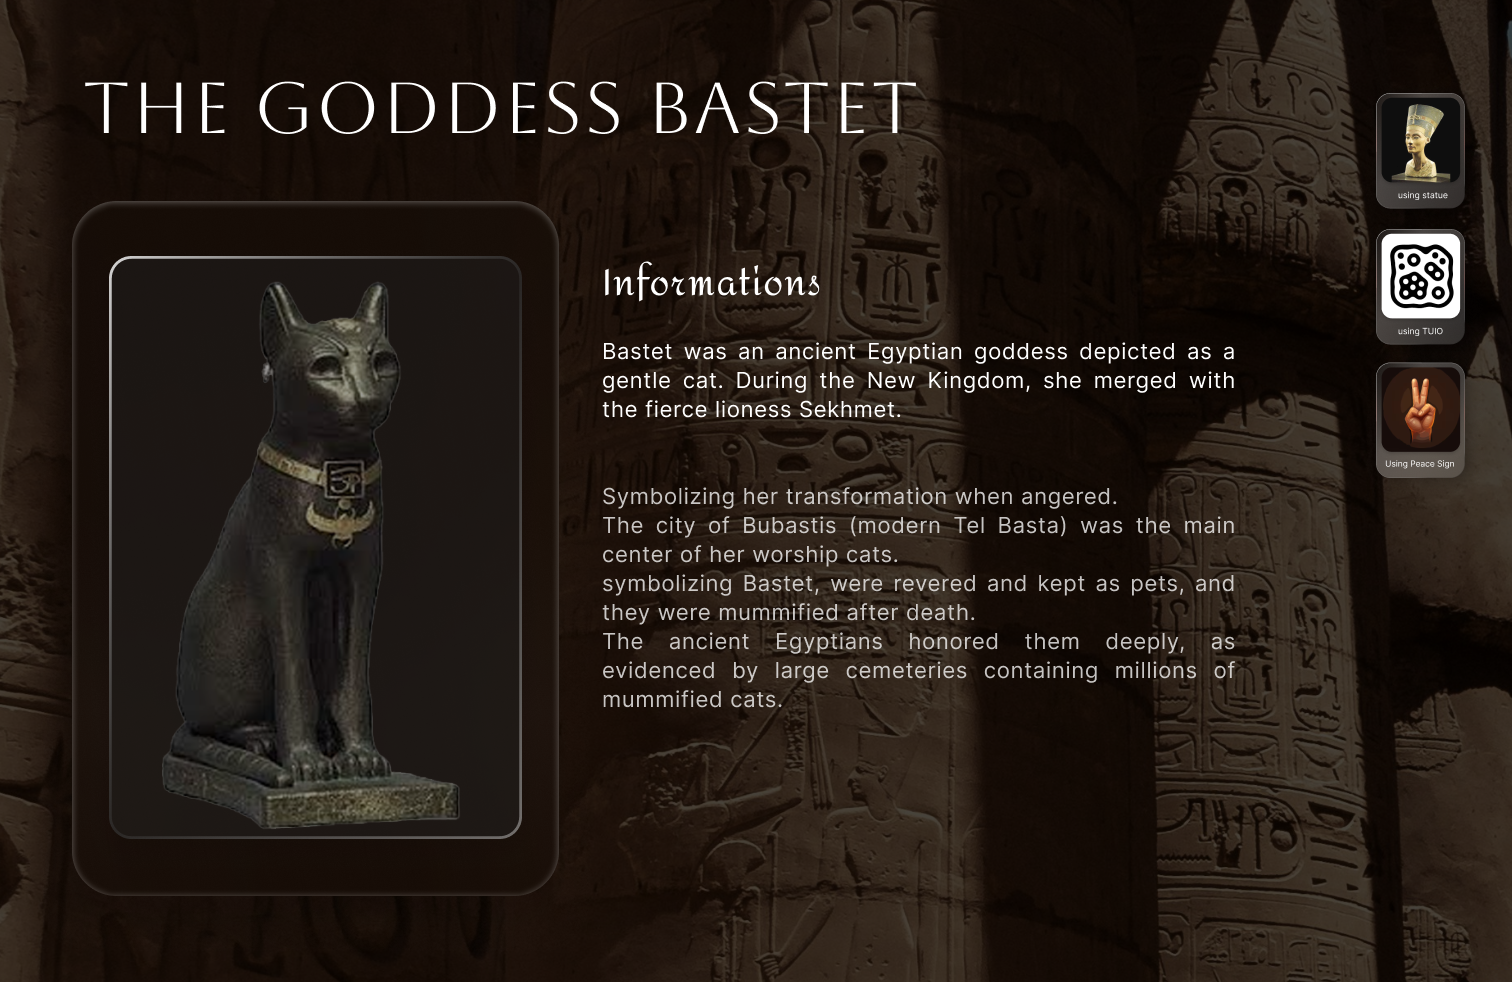 THE GODDESS BASTET
Informations
Bastet was an ancient Egyptian goddess depicted as a
gentle cat. During the New Kingdom, she merged with
the fierce lioness Sekhmet.
Symbolizing her transformation when angered.
The city of Bubastis (modern Tel Basta) was the main
center of her worship cats.
symbolizing Bastet, were revered and kept as pets, and
they were mummified after death.
The ancient Egyptians honored them deeply, as
evidenced by large cemeteries containing millions of
mummified cats.
using statue
using TUIO
Using Peace Sign